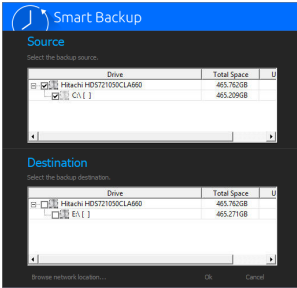 Smart Backup
Source
Select the backup source.
Drive Total Space U
Hitachi HDS721050CLA660 465.762GB
C:\ [ ] 465.209GB
Destination
Select the backup destination.
Drive Total Space U
Hitachi HDS721050CLA660 465.762GB
E:\ [ ] 465.271GB
Browse network location.... Ok Cancel